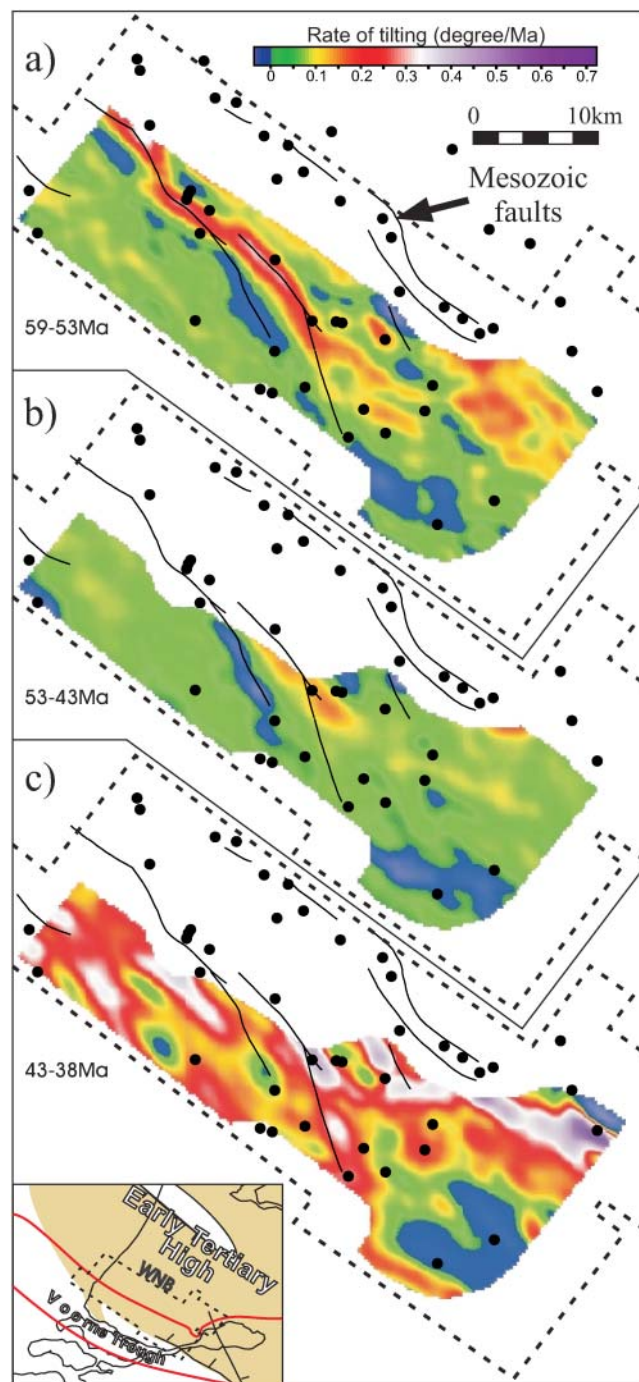 a)
Rate of tilting (degree/Ma)
0 0.1 0.2 0.3 0.4 0.5 0.6 0.7
0 10km
Mesozoic
faults
59-53Ma
b)
53-43Ma
c)
43-38Ma
Early Tertiary
High
WNB
Voorne Trough